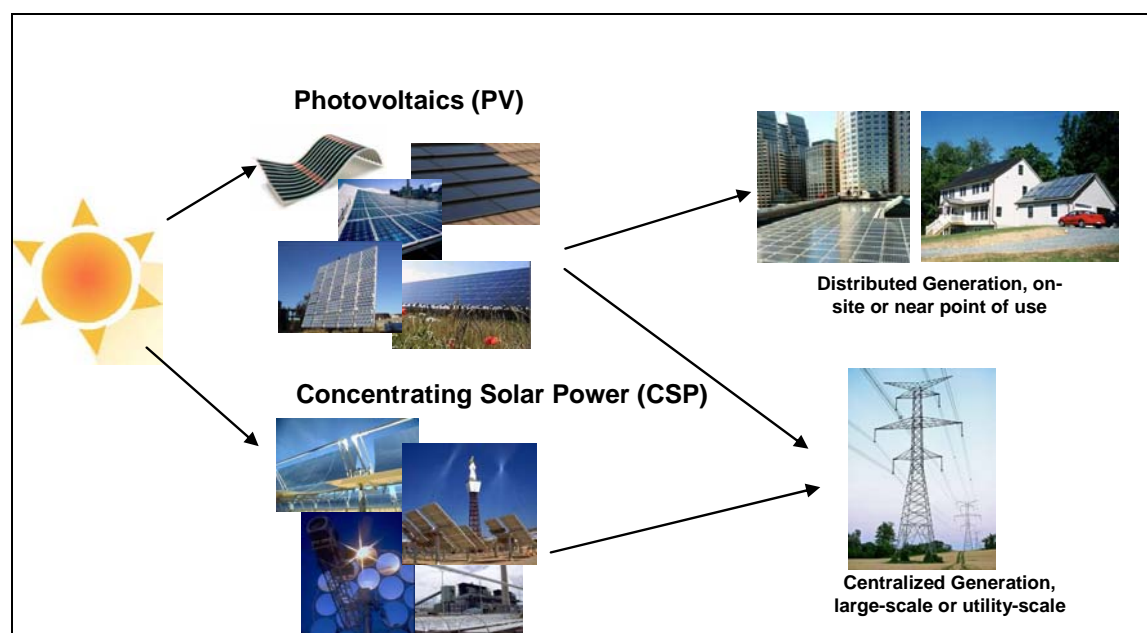 Photovoltaics (PV)
Distributed Generation, on-
site or near point of use
Concentrating Solar Power (CSP)
Centralized Generation,
large-scale or utility-scale